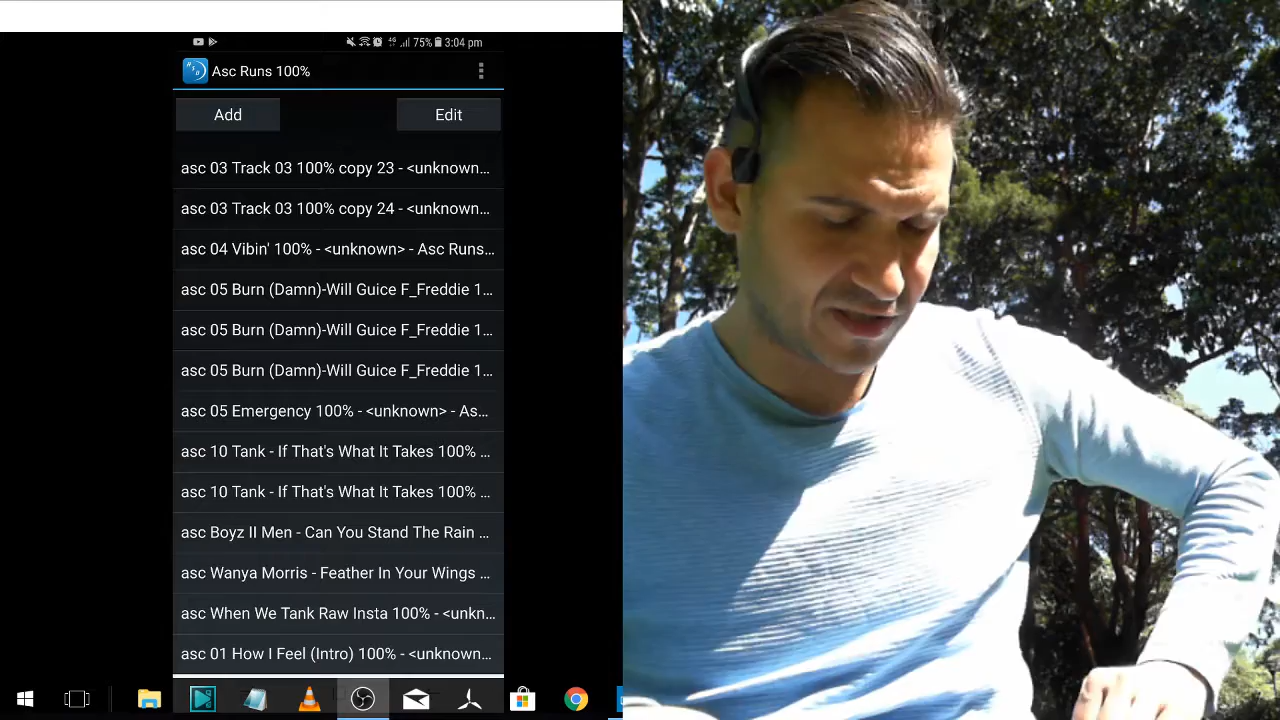 75% 3:04 pm
Asc Runs 100%
Add
Edit
asc 03 Track 03 100% copy 23 - <unknown...
asc 03 Track 03 100% copy 24 - <unknown...
asc 04 Vibin' 100% - <unknown> - Asc Runs...
asc 05 Burn (Damn)-Will Guice F_Freddie 1...
asc 05 Burn (Damn)-Will Guice F_Freddie 1...
asc 05 Burn (Damn)-Will Guice F_Freddie 1...
asc 05 Emergency 100% - <unknown> - As...
asc 10 Tank - If That's What It Takes 100% ...
asc 10 Tank - If That's What It Takes 100% ...
asc Boyz II Men - Can You Stand The Rain ...
asc Wanya Morris - Feather In Your Wings ...
asc When We Tank Raw Insta 100% - <unkn...
asc 01 How I Feel (Intro) 100% - <unknown...